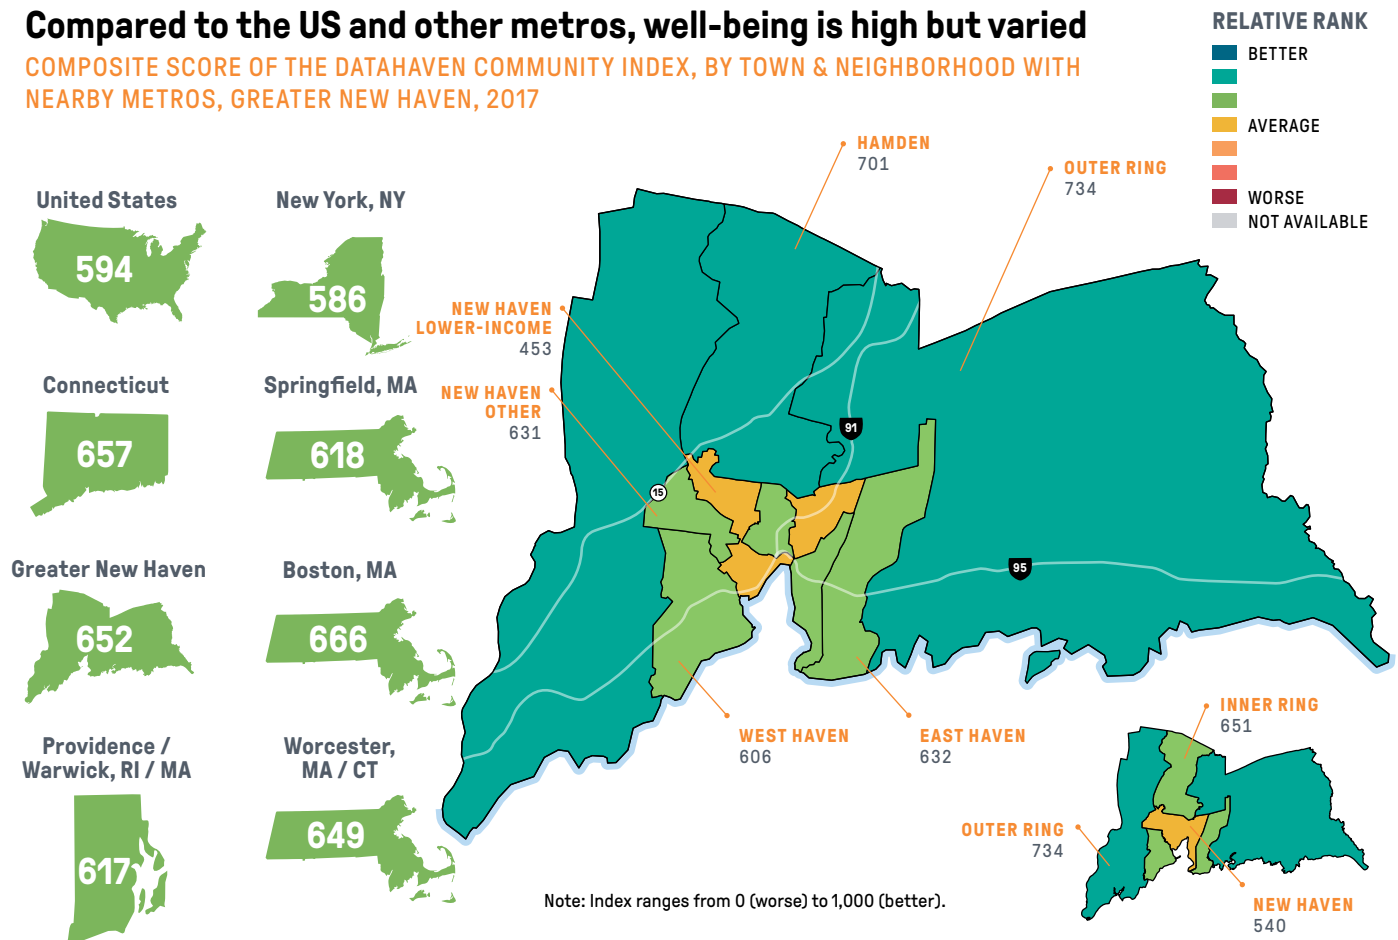 Compared to the US and other metros, well-being is high but varied
COMPOSITE SCORE OF THE DATAHAVEN COMMUNITY INDEX, BY TOWN & NEIGHBORHOOD WITH
NEARBY METROS, GREATER NEW HAVEN, 2017
RELATIVE RANK
BETTER
AVERAGE
WORSE
NOT AVAILABLE
United States
594
New York, NY
586
Connecticut
657
Springfield, MA
618
Greater New Haven
652
Boston, MA
666
Providence /
Warwick, RI / MA
617
Worcester,
MA / CT
649
HAMDEN
701
OUTER RING
734
NEW HAVEN
LOWER-INCOME
453
NEW HAVEN
OTHER
631
91
15
95
WEST HAVEN
606
EAST HAVEN
632
INNER RING
651
OUTER RING
734
NEW HAVEN
540
Note: Index ranges from 0 (worse) to 1,000 (better).